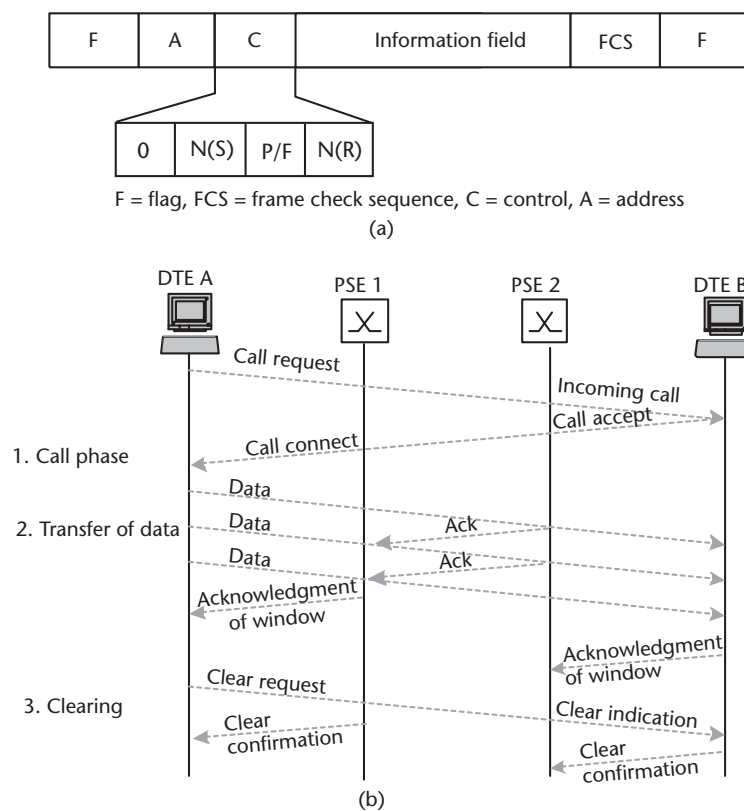 F A C Information field FCS F
0 N(S) P/F N(R)
F = flag, FCS = frame check sequence, C = control, A = address
(a)
DTE A PSE 1 PSE 2 DTE B
Call request
Incoming call
Call accept
Call connect
1. Call phase
Data
2. Transfer of data
Data
Ack
Data
Ack
Acknowledgment
of window
Acknowledgment
of window
Clear request
3. Clearing
Clear indication
Clear
confirmation
Clear
confirmation
(b)